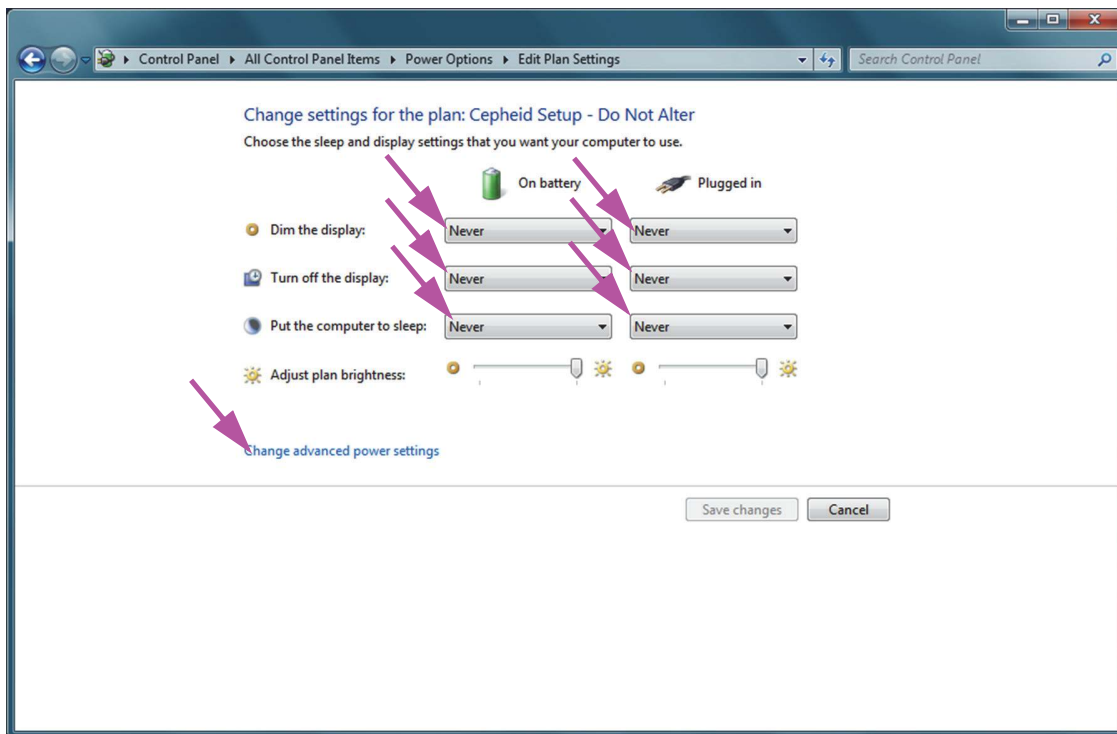 Control Panel ▸ All Control Panel Items ▸ Power Options ▸ Edit Plan Settings Search Control Panel
Change settings for the plan: Cepheid Setup - Do Not Alter
Choose the sleep and display settings that you want your computer to use.
On battery Plugged in
Dim the display: Never Never
Turn off the display: Never Never
Put the computer to sleep: Never Never
Adjust plan brightness:
Change advanced power settings
Save changes Cancel